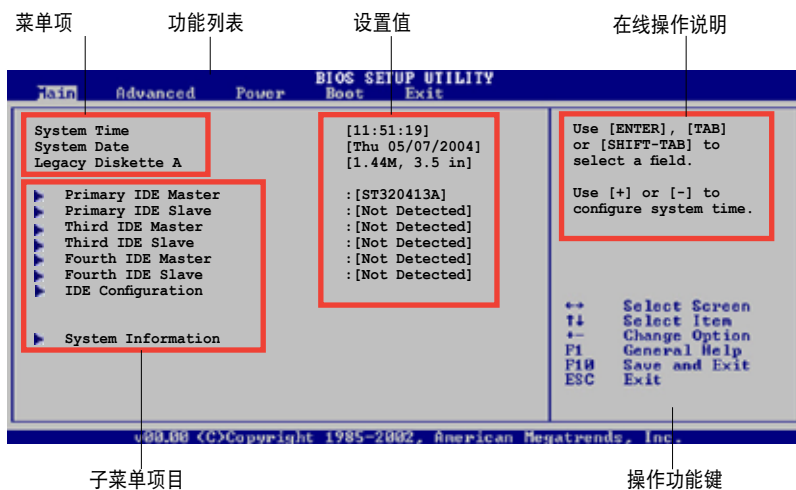 菜单项 功能列表 设置值 在线操作说明
BIOS SETUP UTILITY
Main Advanced Power Boot Exit
System Time [11:51:19]
System Date [Thu 05/07/2004]
Legacy Diskette A [1.44M, 3.5 in]
Primary IDE Master :[ST320413A]
Primary IDE Slave :[Not Detected]
Third IDE Master :[Not Detected]
Third IDE Slave :[Not Detected]
Fourth IDE Master :[Not Detected]
Fourth IDE Slave :[Not Detected]
IDE Configuration
System Information
Use [ENTER], [TAB]
or [SHIFT-TAB] to
select a field.
Use [+] or [-] to
configure system time.
↔ Select Screen
↑↓ Select Item
+- Change Option
F1 General Help
F10 Save and Exit
ESC Exit
v00.00 (C)Copyright 1985-2002, American Megatrends, Inc.
子菜单项目 操作功能键